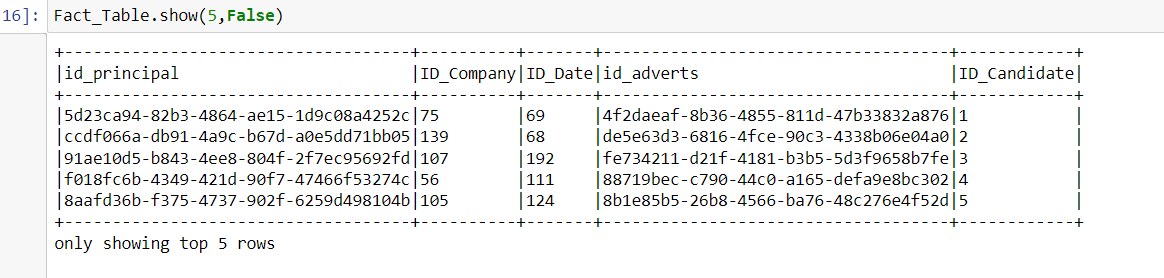 16]: Fact_Table.show(5,False)
+------------------------------------+----------+-------+------------------------------------+------------+
|id_principal                        |ID_Company|ID_Date|id_adverts                          |ID_Candidate|
+------------------------------------+----------+-------+------------------------------------+------------+
|5d23ca94-82b3-4864-ae15-1d9c08a4252c|75        |69     |4f2daeaf-8b36-4855-811d-47b33832a876|1           |
|ccdf066a-db91-4a9c-b67d-a0e5dd71bb05|139       |68     |de5e63d3-6816-4fce-90c3-4338b06e04a0|2           |
|91ae10d5-b843-4ee8-804f-2f7ec95692fd|107       |192    |fe734211-d21f-4181-b3b5-5d3f9658b7fe|3           |
|f018fc6b-4349-421d-90f7-47466f53274c|56        |111    |88719bec-c790-44c0-a165-defa9e8bc302|4           |
|8aafd36b-f375-4737-902f-6259d498104b|105       |124    |8b1e85b5-26b8-4566-ba76-48c276e4f52d|5           |
+------------------------------------+----------+-------+------------------------------------+------------+
only showing top 5 rows